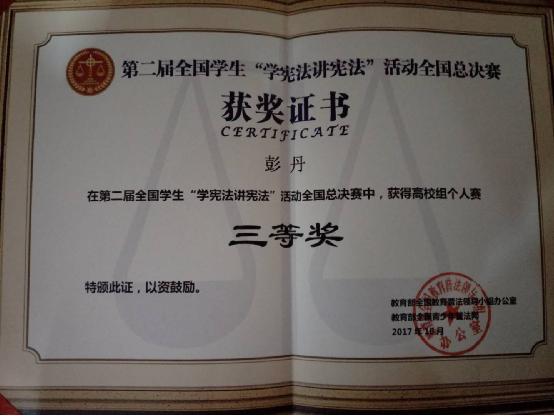 第二届全国学生“学宪法讲宪法”活动全国总决赛
获奖证书
CERTIFICATE
彭丹
在第二届全国学生“学宪法讲宪法”活动全国总决赛中，获得高校组个人赛
三等奖
特颁此证，以资鼓励。
教育部全国教育普法领导小组办公室
教育部全国青少年普法网
2017年10月